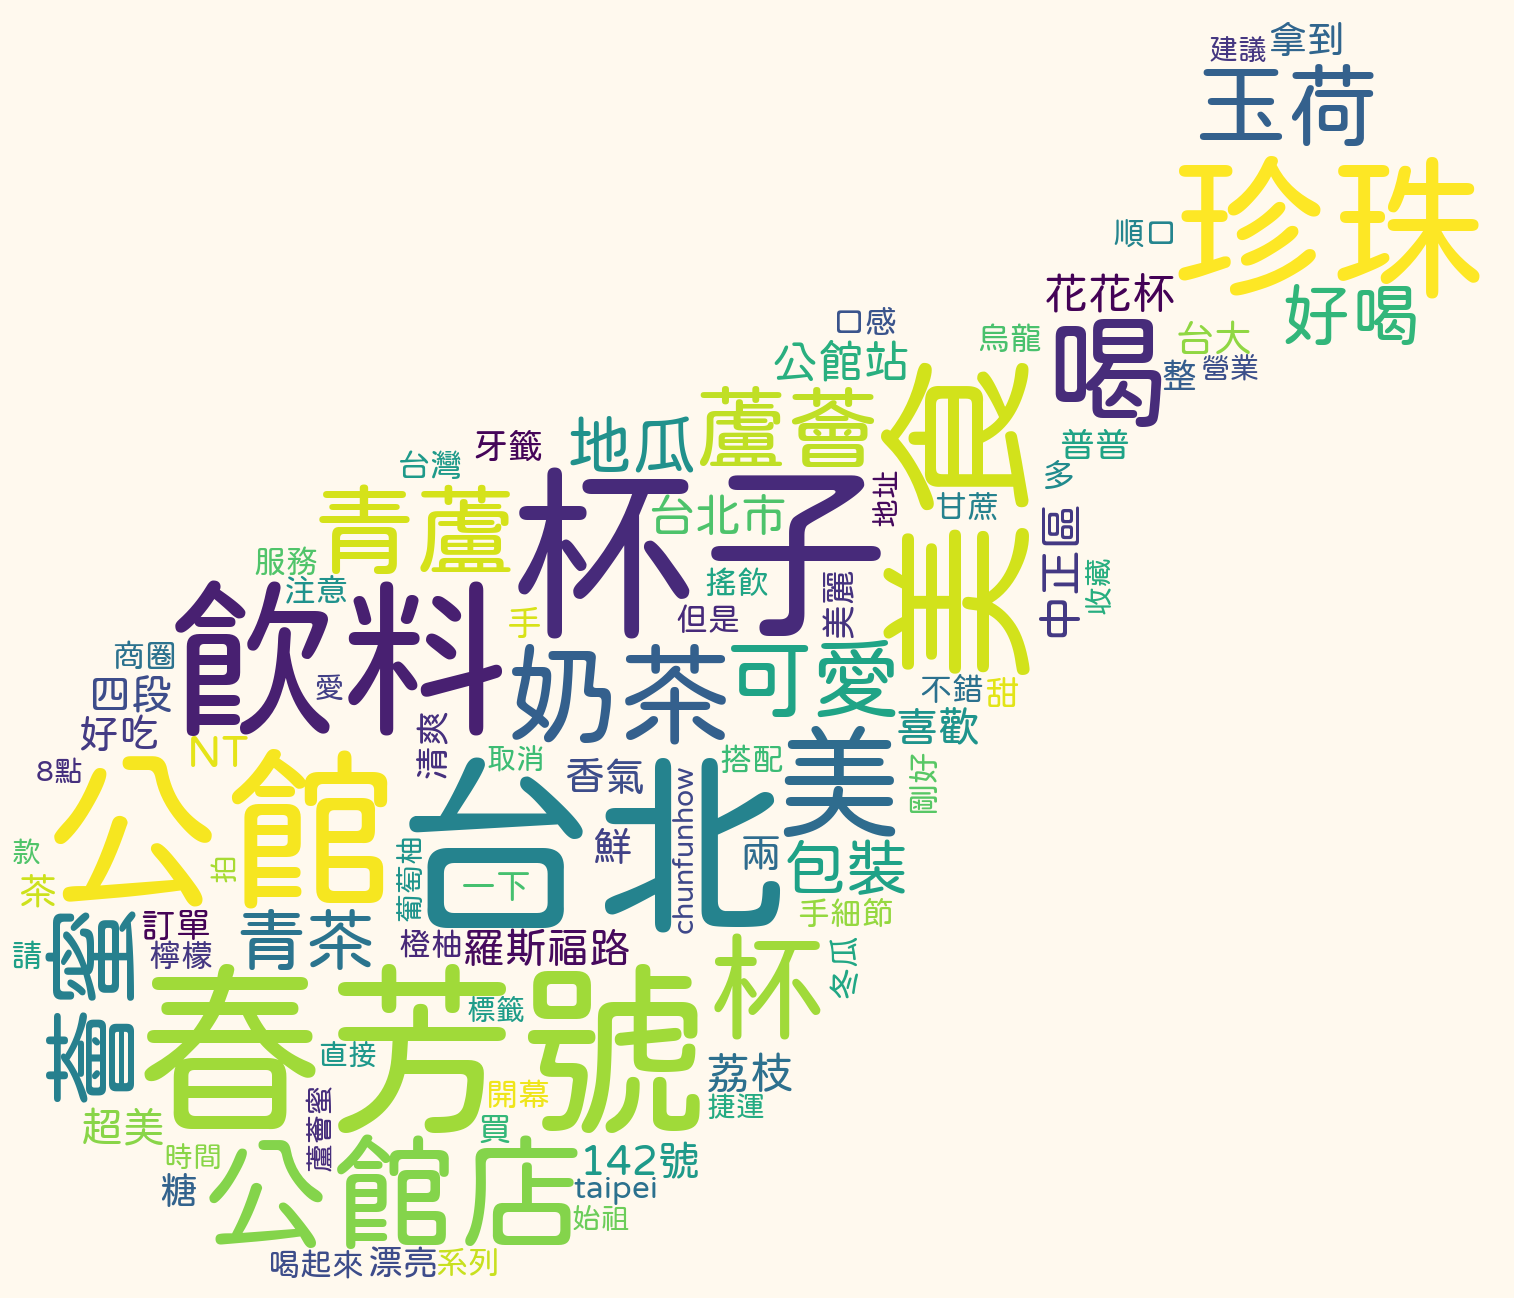 建議
拿到
玉荷
珍珠
順口
花花杯
好喝
口感
烏龍
喝
台大
公館站
整
營業
蘆薈
美食
牙籤
地瓜
普普
台灣
多
青蘆
杯子
台北市
地址
甘蔗
中正區
服務
注意
搖飲
收藏
手
但是
美麗
飲料
奶茶
可愛
商圈
愛
四段
不錯
甜
好吃
清爽
喜歡
NT
取消
香氣
搭配
美
8點
公館
台北
chunfunhow
剛好
鮮
兩
款
拍
葡萄柚
包裝
茶
一下
手細節
薈蜜
訂單
青茶
請
檸檬
橙柚
羅斯福路
杯
冬瓜
春芳號
標籤
直接
荔枝
開幕
捷運
超美
蘆薈蜜
買
時間
公館店
142號
糖
taipei
始祖
喝起來
漂亮
系列